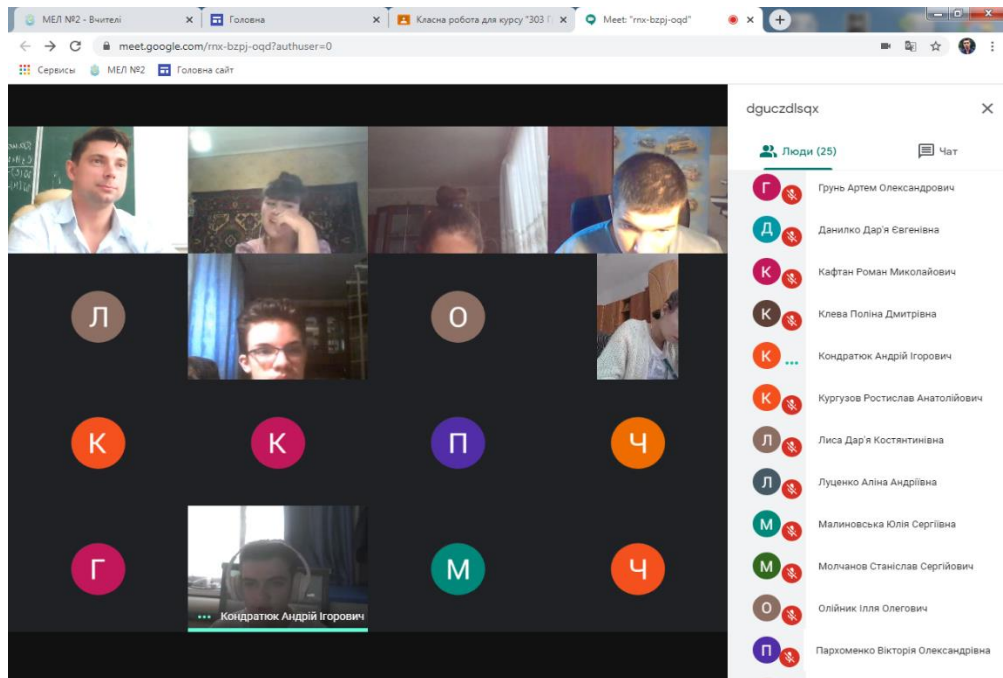 МЕЛ №2 - Вчителі
Головна
Класна робота для курсу "303 Г
Meet: "rnx-bzpj-oqd"
meet.google.com/rnx-bzpj-oqd?authuser=0
Сервисы МЕЛ №2 Головна сайт
dguczdlsqx
Люди (25) Чат
Г Грунь Артем Олександрович
Д Данилко Дар'я Євгенівна
К Кафтан Роман Миколайович
К Клева Поліна Дмитрівна
К Кондратюк Андрій Ігорович
К Кургузов Ростислав Анатолійович
Л Лиса Дар'я Костянтинівна
Л Луценко Аліна Андріївна
М Малиновська Юлія Сергіївна
М Молчанов Станіслав Сергійович
О Олійник Ілля Олегович
П Пархоменко Вікторія Олександрівна
Л О
К К П Ч
Г М Ч
Кондратюк Андрій Ігорович